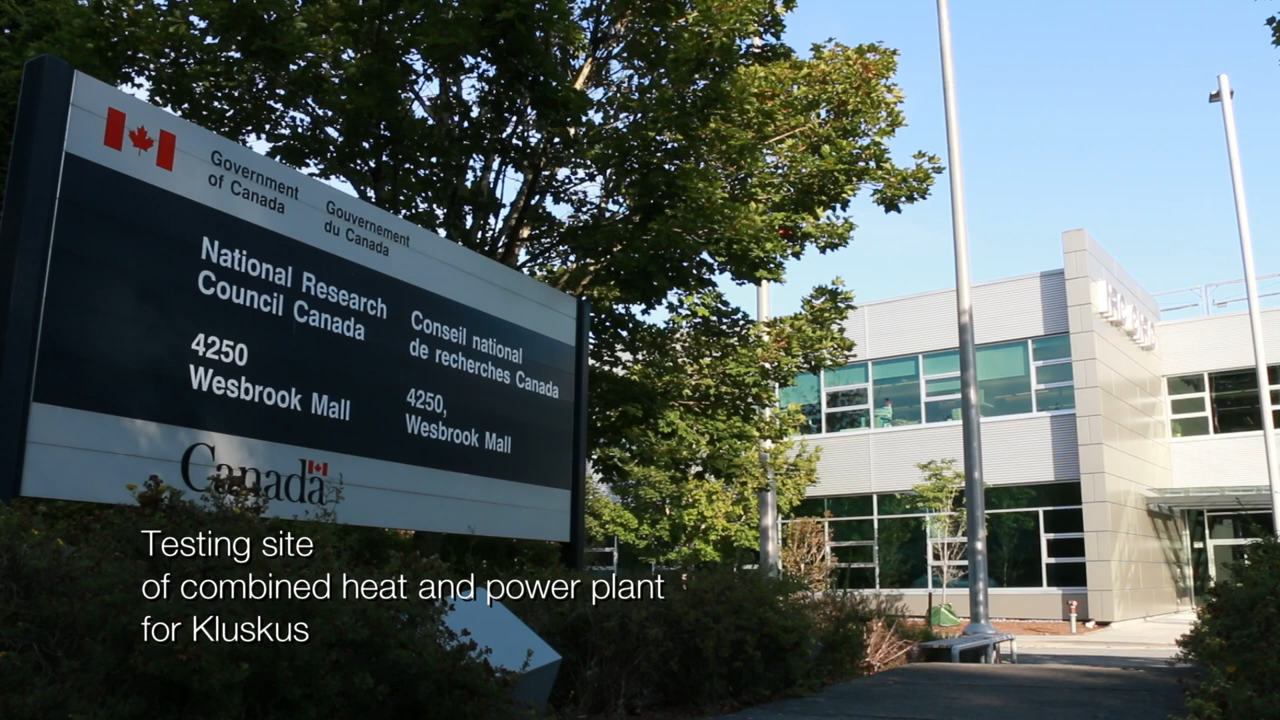 Government
of Canada
Gouvernement
du Canada
National Research
Council Canada
4250
Wesbrook Mall
Conseil national
de recherches Canada
4250,
Wesbrook Mall
Canada
Testing site
of combined heat and power plant
for Kluskus